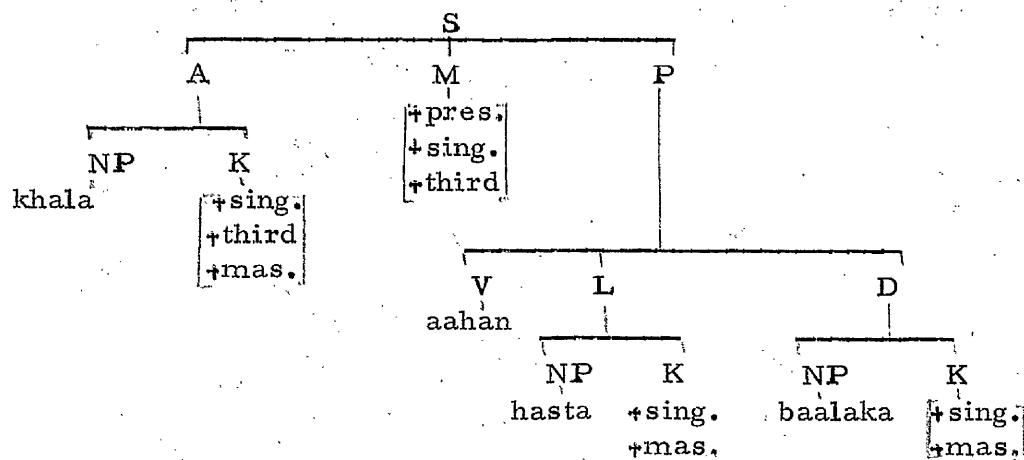 S
A M P
+pres.
+sing.
+third
NP K
khala +sing.
+third
+mas.
V L D
aahan
NP K NP K
hasta +sing. baalaka +sing.
+mas. +mas.